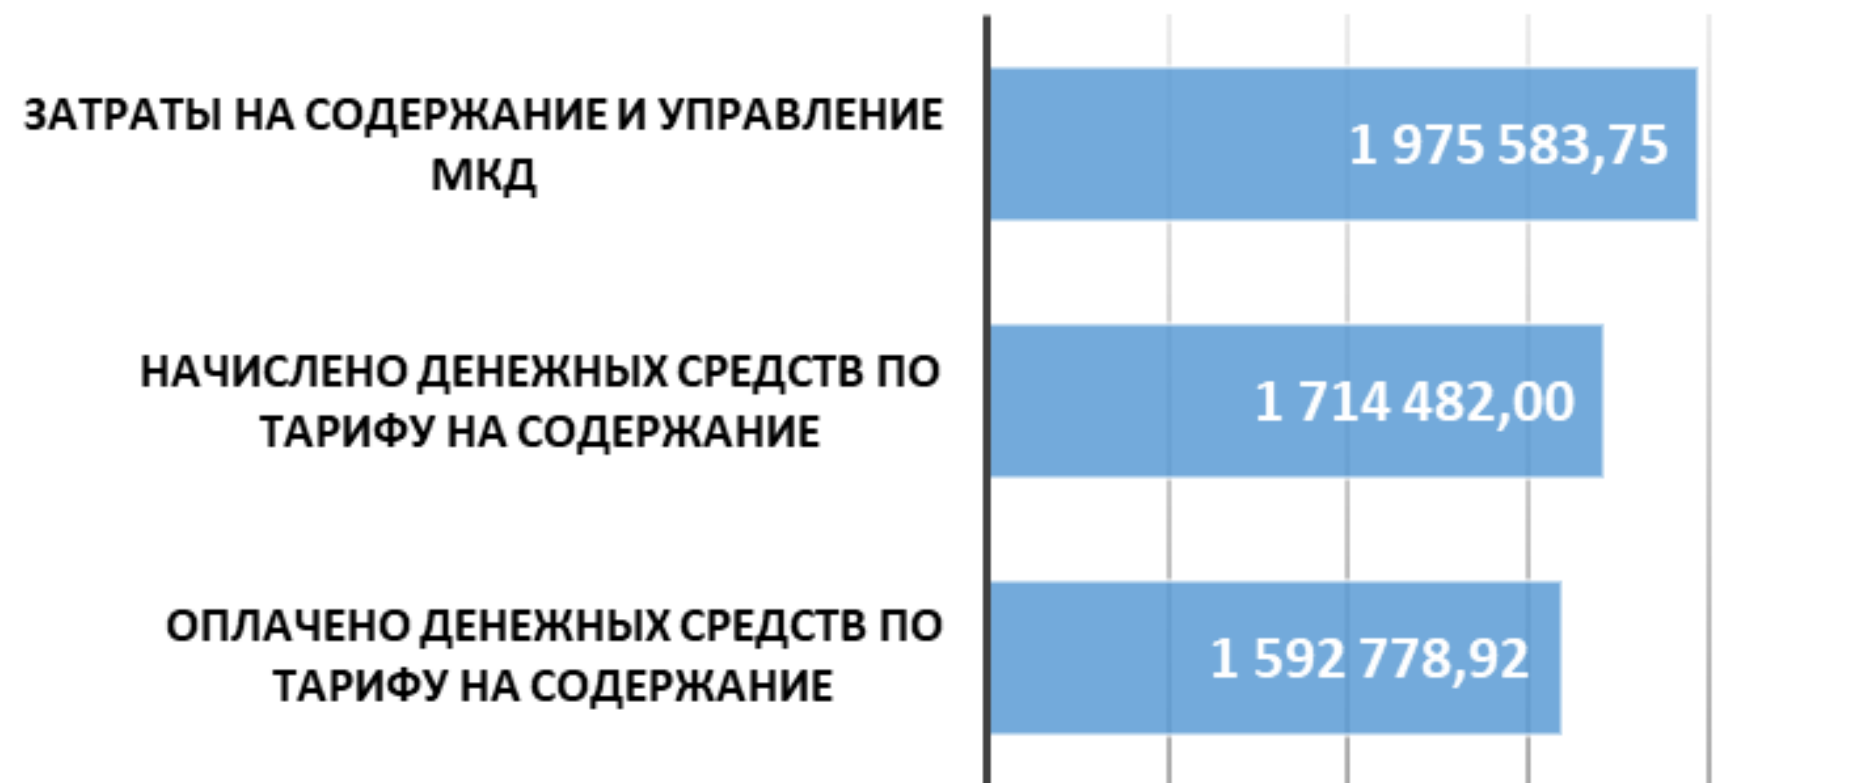 ЗАТРАТЫ НА СОДЕРЖАНИЕ И УПРАВЛЕНИЕ
МКД
1 975 583,75
НАЧИСЛЕНО ДЕНЕЖНЫХ СРЕДСТВ ПО
ТАРИФУ НА СОДЕРЖАНИЕ
1 714 482,00
ОПЛАЧЕНО ДЕНЕЖНЫХ СРЕДСТВ ПО
ТАРИФУ НА СОДЕРЖАНИЕ
1 592 778,92